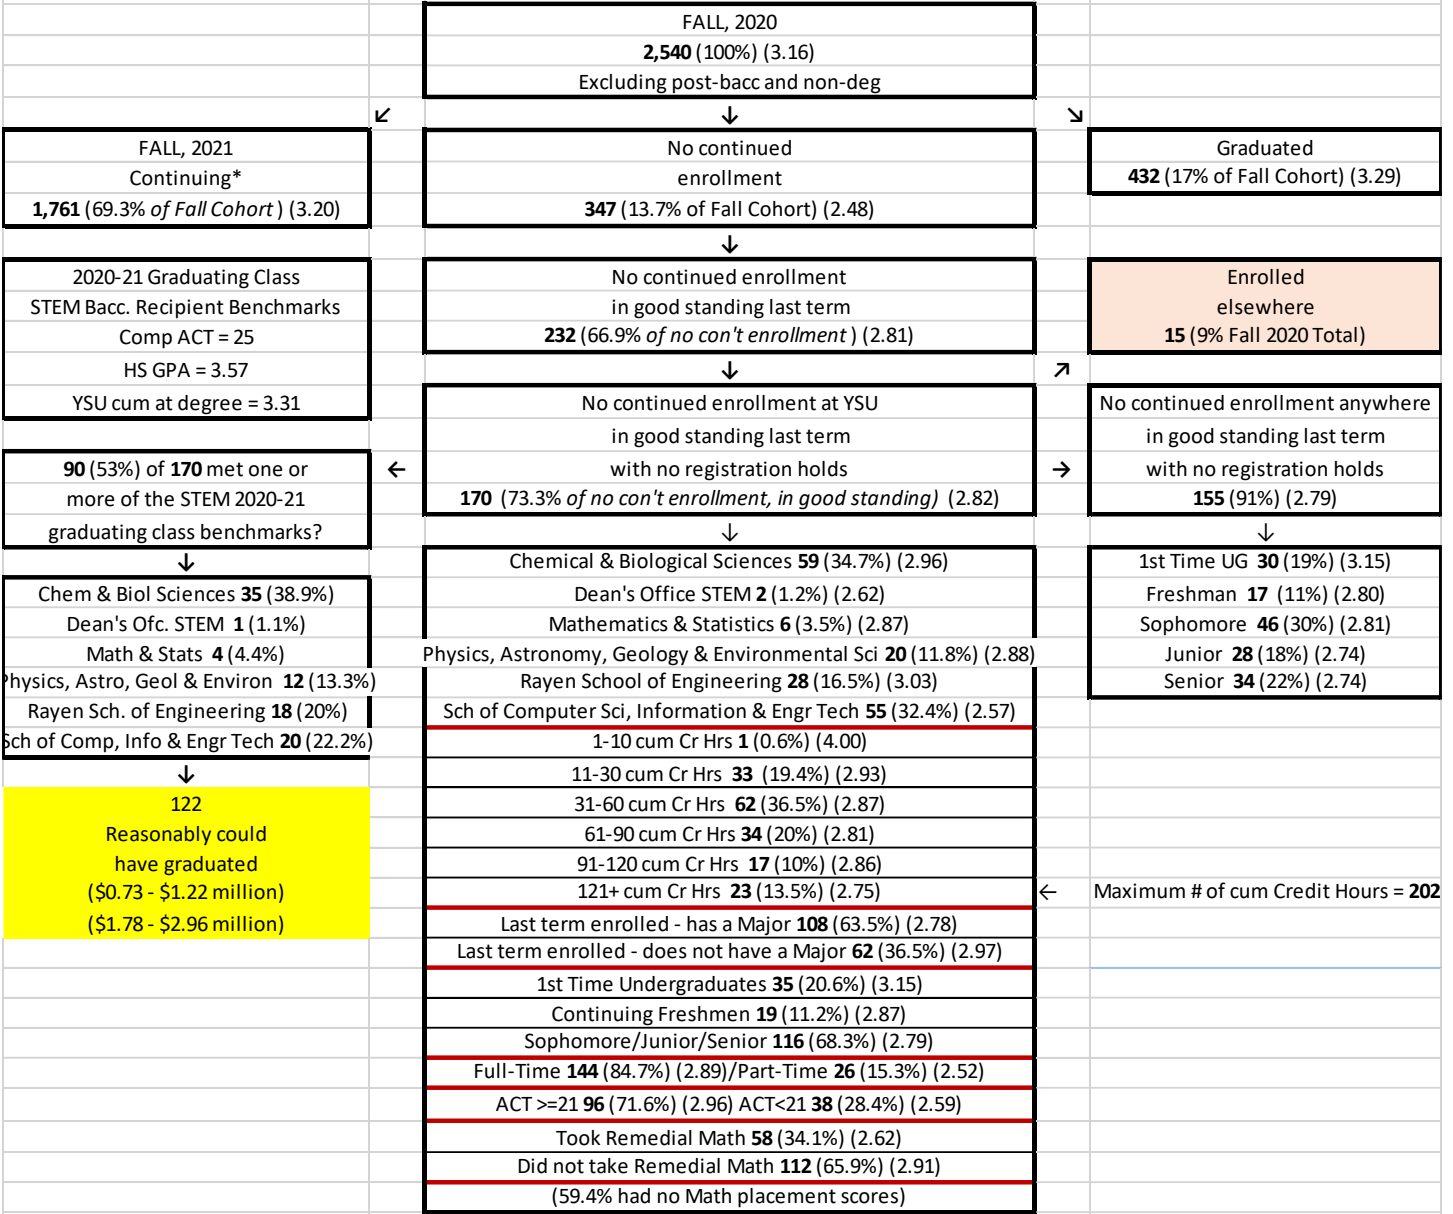 FALL, 2020
2,540 (100%) (3.16)
Excluding post-bacc and non-deg
↙ ↓ ↘
FALL, 2021
Continuing*
1,761 (69.3% of Fall Cohort ) (3.20)
No continued
enrollment
347 (13.7% of Fall Cohort) (2.48)
Graduated
432 (17% of Fall Cohort) (3.29)
↓
2020-21 Graduating Class
STEM Bacc. Recipient Benchmarks
Comp ACT = 25
HS GPA = 3.57
YSU cum at degree = 3.31
No continued enrollment
in good standing last term
232 (66.9% of no con't enrollment ) (2.81)
Enrolled
elsewhere
15 (9% Fall 2020 Total)
↓ ↗
No continued enrollment at YSU
in good standing last term
with no registration holds
170 (73.3% of no con't enrollment, in good standing) (2.82)
→
No continued enrollment anywhere
in good standing last term
with no registration holds
155 (91%) (2.79)
←
90 (53%) of 170 met one or
more of the STEM 2020-21
graduating class benchmarks?
↓
Chem & Biol Sciences 35 (38.9%)
Dean's Ofc. STEM 1 (1.1%)
Math & Stats 4 (4.4%)
Physics, Astro, Geol & Environ 12 (13.3%)
Rayen Sch. of Engineering 18 (20%)
Sch of Comp, Info & Engr Tech 20 (22.2%)
↓
122
Reasonably could
have graduated
($0.73 - $1.22 million)
($1.78 - $2.96 million)
↓
Chemical & Biological Sciences 59 (34.7%) (2.96)
Dean's Office STEM 2 (1.2%) (2.62)
Mathematics & Statistics 6 (3.5%) (2.87)
Physics, Astronomy, Geology & Environmental Sci 20 (11.8%) (2.88)
Rayen School of Engineering 28 (16.5%) (3.03)
Sch of Computer Sci, Information & Engr Tech 55 (32.4%) (2.57)
1-10 cum Cr Hrs 1 (0.6%) (4.00)
11-30 cum Cr Hrs 33 (19.4%) (2.93)
31-60 cum Cr Hrs 62 (36.5%) (2.87)
61-90 cum Cr Hrs 34 (20%) (2.81)
91-120 cum Cr Hrs 17 (10%) (2.86)
121+ cum Cr Hrs 23 (13.5%) (2.75)
← Maximum # of cum Credit Hours = 202
Last term enrolled - has a Major 108 (63.5%) (2.78)
Last term enrolled - does not have a Major 62 (36.5%) (2.97)
1st Time Undergraduates 35 (20.6%) (3.15)
Continuing Freshmen 19 (11.2%) (2.87)
Sophomore/Junior/Senior 116 (68.3%) (2.79)
Full-Time 144 (84.7%) (2.89)/Part-Time 26 (15.3%) (2.52)
ACT >=21 96 (71.6%) (2.96) ACT<21 38 (28.4%) (2.59)
Took Remedial Math 58 (34.1%) (2.62)
Did not take Remedial Math 112 (65.9%) (2.91)
(59.4% had no Math placement scores)
↓
1st Time UG 30 (19%) (3.15)
Freshman 17 (11%) (2.80)
Sophomore 46 (30%) (2.81)
Junior 28 (18%) (2.74)
Senior 34 (22%) (2.74)